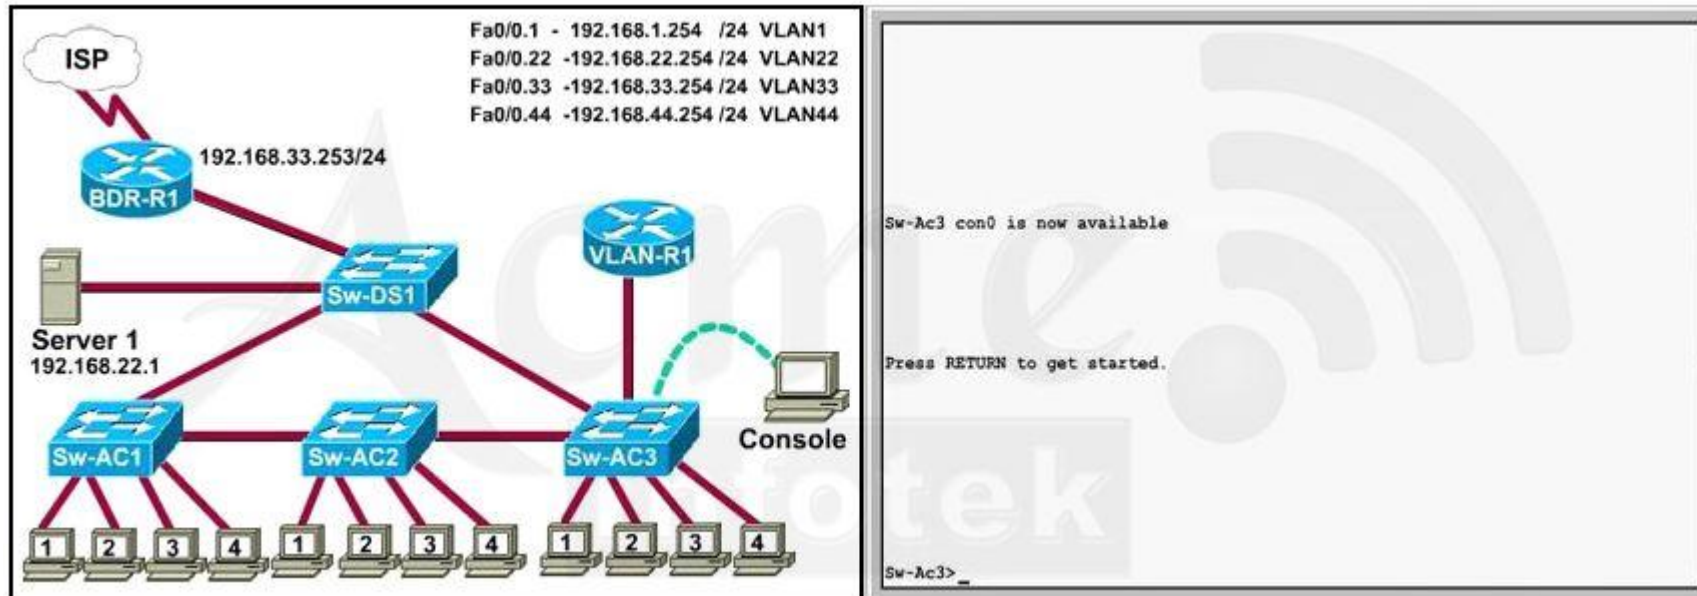 ISP
Fa0/0.1 - 192.168.1.254 /24 VLAN1
Fa0/0.22 -192.168.22.254 /24 VLAN22
Fa0/0.33 -192.168.33.254 /24 VLAN33
Fa0/0.44 -192.168.44.254 /24 VLAN44
192.168.33.253/24
BDR-R1
VLAN-R1
Sw-DS1
Server 1
192.168.22.1
Console
Sw-AC1
Sw-AC2
Sw-AC3
1 2 3 4 1 2 3 4 1 2 3 4
Sw-Ac3 con0 is now available
Press RETURN to get started.
Sw-Ac3>_
Acme
infotek